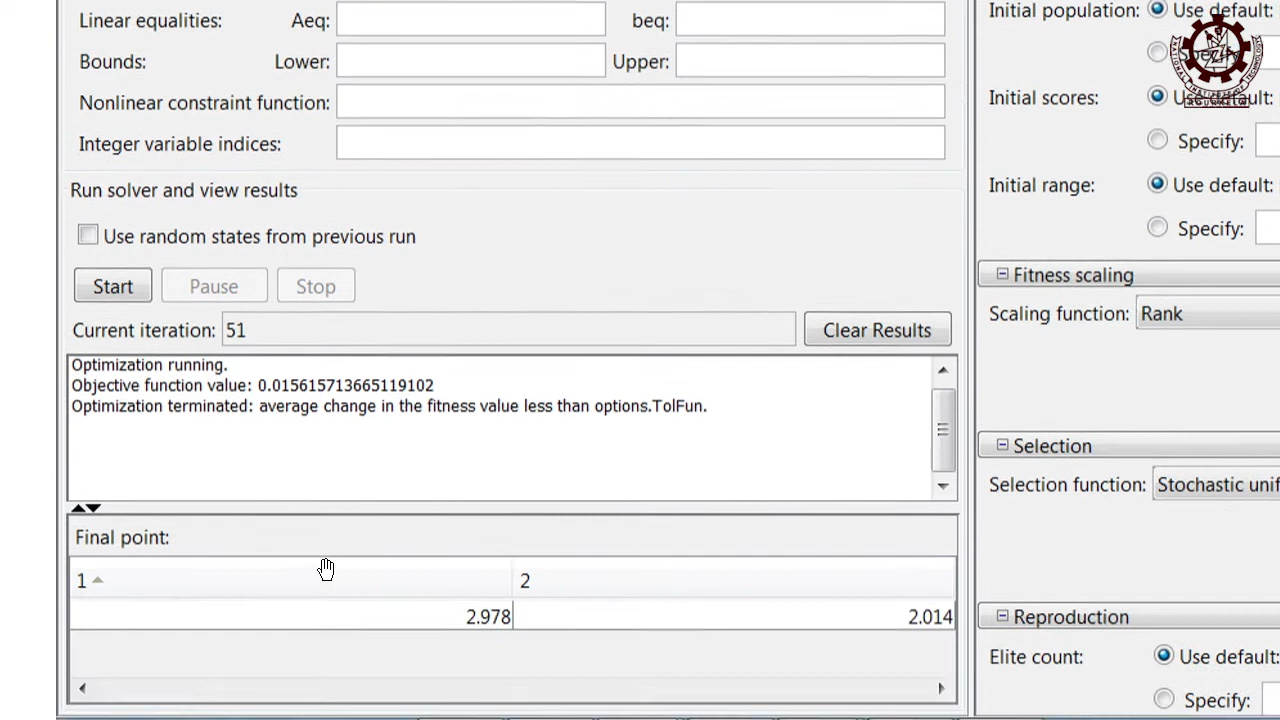 Linear equalities: Aeq: beq:
Bounds: Lower: Upper:
Nonlinear constraint function:
Integer variable indices:
Run solver and view results
Use random states from previous run
Start Pause Stop
Current iteration: 51 Clear Results
Optimization running.
Objective function value: 0.015615713665119102
Optimization terminated: average change in the fitness value less than options.TolFun.
Final point:
1 2
2.978 2.014
Initial population: Use default:
Initial scores: Use default:
Specify:
Initial range: Use default:
Specify:
Fitness scaling
Scaling function: Rank
Selection
Selection function: Stochastic unif
Reproduction
Elite count: Use default:
Specify: